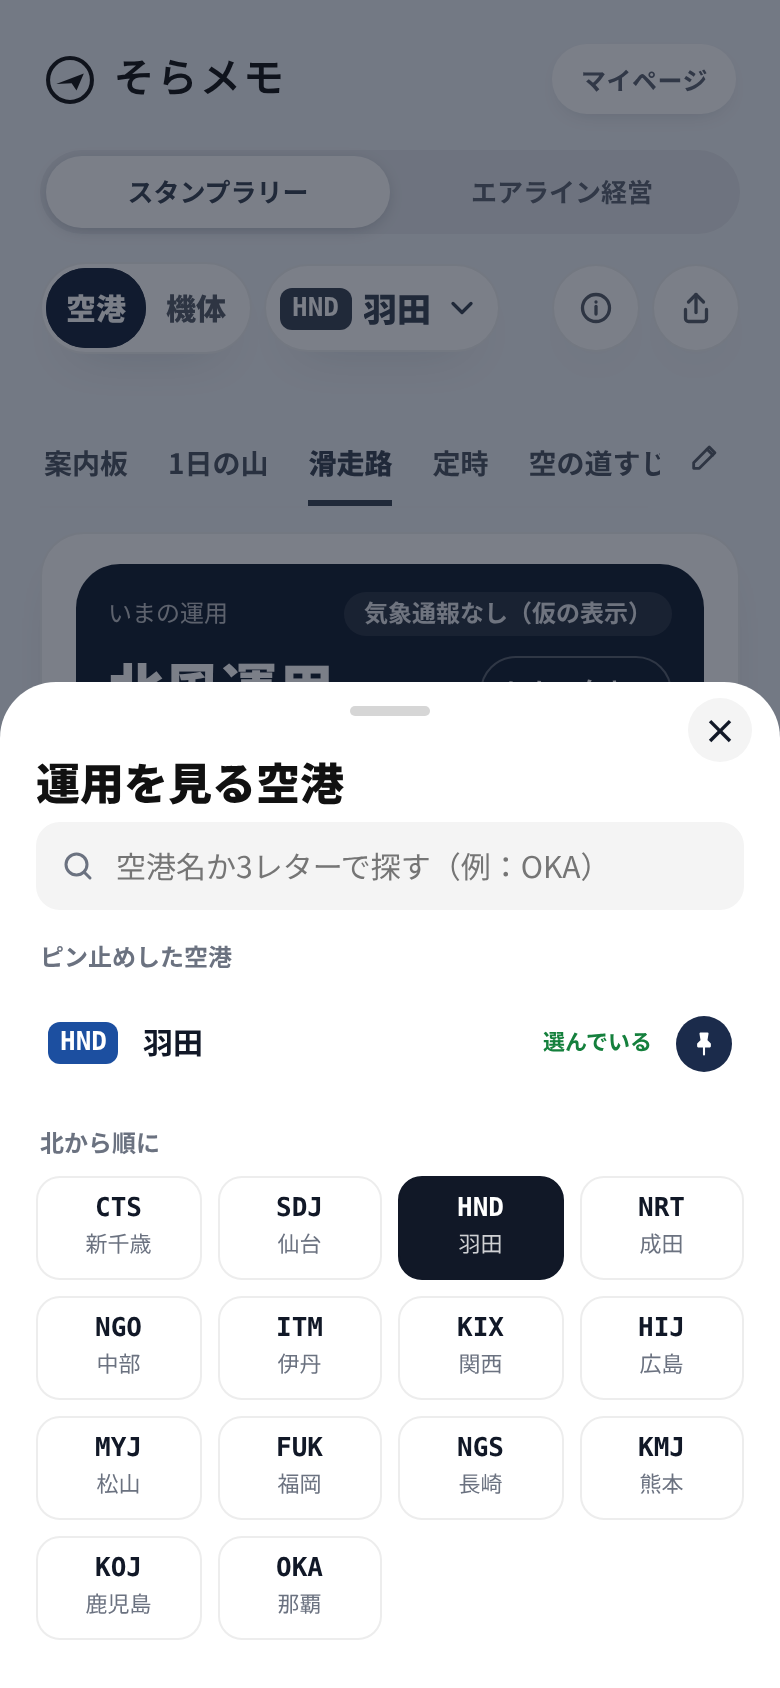 そらメモ
マイページ
スタンプラリー
エアライン経営
空港
機体
HND
羽田
案内板
1日の山
滑走路
定時
空の道すじ
いまの運用
気象通報なし（仮の表示）
北風運用
運用を見る空港
空港名か3レターで探す（例：OKA）
ピン止めした空港
HND
羽田
選んでいる
北から順に
CTS
新千歳
SDJ
仙台
HND
羽田
NRT
成田
NGO
中部
ITM
伊丹
KIX
関西
HIJ
広島
MYJ
松山
FUK
福岡
NGS
長崎
KMJ
熊本
KOJ
鹿児島
OKA
那覇